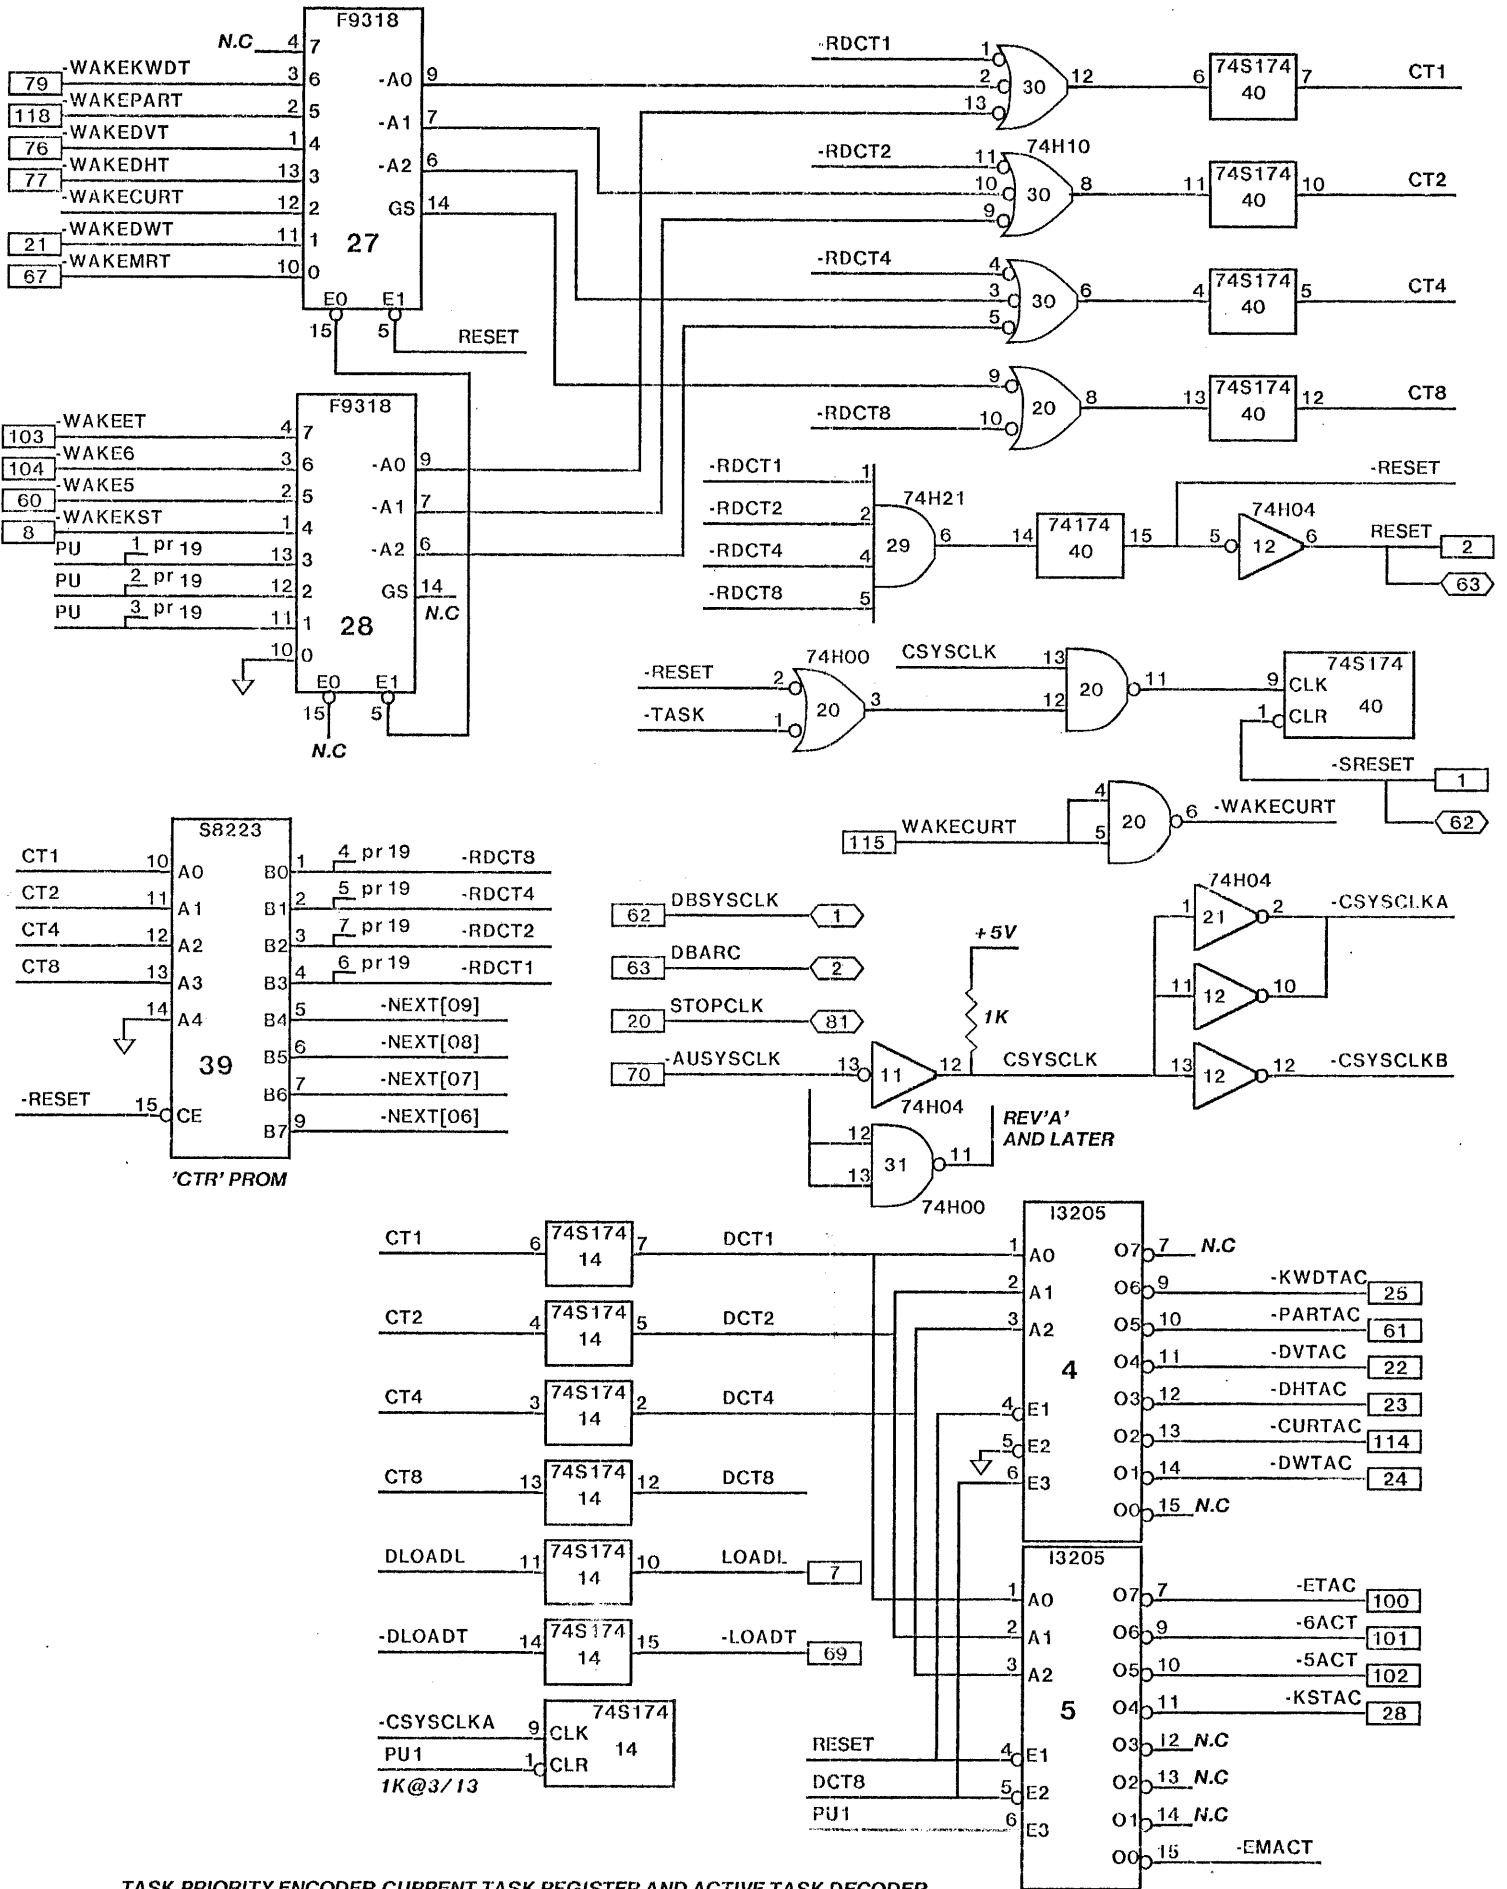 F9318
N.C 4 7
79 -WAKEKWDT 3 6 -A0 9
118 -WAKEPART 2 5 -A1 7
76 -WAKEDVT 1 4 -A2 6
77 -WAKEDHT 13 3
-WAKECURT 12 2 GS 14
21 -WAKEDWT 11 1
67 -WAKEMRT 10 0
27
E0 E1
15 5 RESET
-RDCT1 1 2 13 30 12 6 74S174 40 7 CT1
74H10
-RDCT2 11 10 9 30 8 11 74S174 40 10 CT2
-RDCT4 4 3 5 30 6 4 74S174 40 5 CT4
9 -RDCT8 10 20 8 13 74S174 40 12 CT8
F9318
103 -WAKEET 4 7
104 -WAKE6 3 6 -A0 9
60 -WAKE5 2 5 -A1 7
8 -WAKEKST 1 4
PU 1 pr 19 13 3 -A2 6
PU 2 pr 19 12 2 GS 14 N.C
PU 3 pr 19 11 1
10 0
28
E0 E1
15 5
N.C
-RDCT1 1
-RDCT2 2
-RDCT4 4
-RDCT8 5
74H21
29 6 14 74174 40 15
-RESET
74H04
5 12 6 RESET 2
63
74H00
-RESET 2
-TASK 1
20 3
CSYSCLK 13
12 20 11
74S174
9 CLK
1 CLR
40
-SRESET 1
62
115 WAKECURT 4 5 20 6 -WAKECURT
S8223
CT1 10 A0 B0 1 4 pr 19 -RDCT8
CT2 11 A1 B1 2 5 pr 19 -RDCT4
CT4 12 A2 B2 3 7 pr 19 -RDCT2
CT8 13 A3 B3 4 6 pr 19 -RDCT1
14 A4 B4 5 -NEXT[09]
B5 6 -NEXT[08]
39
B6 7 -NEXT[07]
-RESET 15 CE B7 9 -NEXT[06]
'CTR' PROM
62 DBSYSCLK 1
63 DBARC 2
20 STOPCLK 81
70 -AUSYSCLK 13 11 12 CSYSCLK
74H04
+5V
1K
74H04
1 21 2 -CSYSCLKA
11 12 10
13 12 12 -CSYSCLKB
12 13 31 11
74H00
REV'A'
AND LATER
CT1 6 74S174 14 7 DCT1
CT2 4 74S174 14 5 DCT2
CT4 3 74S174 14 2 DCT4
CT8 13 74S174 14 12 DCT8
DLOADL 11 74S174 14 10 LOADL 7
-DLOADT 14 74S174 14 15 -LOADT 69
74S174
-CSYSCLKA 9 CLK 14
PU1 1 CLR
1K@3/13
I3205
1 A0 O7 7 N.C
2 A1 O6 9 -KWDTAC 25
3 A2 O5 10 -PARTAC 61
4 O4 11 -DVTAC 22
4 E1 O3 12 -DHTAC 23
5 E2 O2 13 -CURTAC 114
6 E3 O1 14 -DWTAC 24
O0 15 N.C
I3205
1 A0 O7 7 -ETAC 100
2 A1 O6 9 -6ACT 101
3 A2 O5 10 -5ACT 102
5 O4 11 -KSTAC 28
RESET 4 E1 O3 12 N.C
DCT8 5 E2 O2 13 N.C
PU1 6 E3 O1 14 N.C
O0 15 -EMACT
TASK PRIORITY ENCODER CURRENT TASK REGISTER AND ACTIVE TASK DECODER